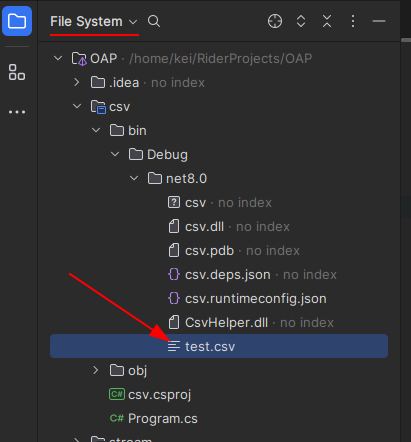 File System
OAP · /home/kei/RiderProjects/OAP
.idea · no index
csv
bin
Debug
net8.0
csv · no index
csv.dll · no index
csv.pdb · no index
csv.deps.json · no index
csv.runtimeconfig.json
CsvHelper.dll · no index
test.csv
obj
C# csv.csproj
C# Program.cs
stream